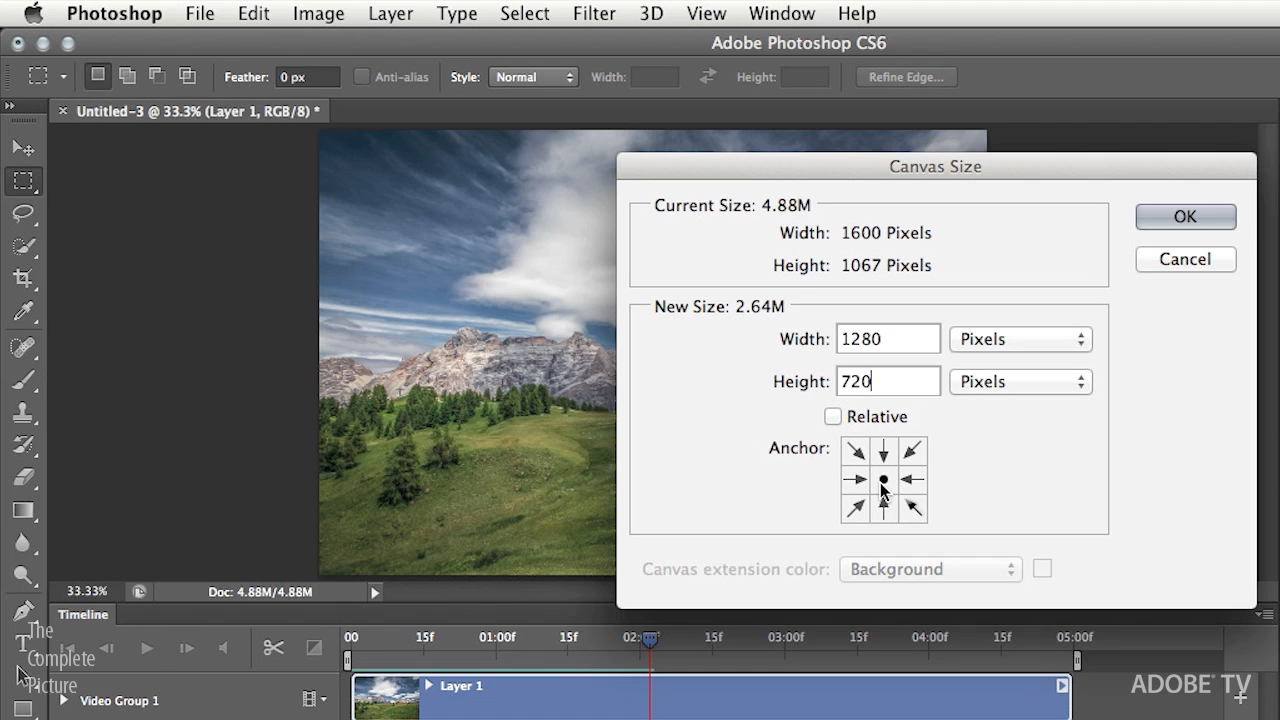 Photoshop File Edit Image Layer Type Select Filter 3D View Window Help
Adobe Photoshop CS6
Feather: 0 px Anti-alias Style: Normal Width: Height: Refine Edge...
Untitled-3 @ 33.3% (Layer 1, RGB/8) *
Canvas Size
Current Size: 4.88M
Width: 1600 Pixels
Height: 1067 Pixels
OK
Cancel
New Size: 2.64M
Width: 1280 Pixels
Height: 720 Pixels
Relative
Anchor:
Canvas extension color: Background
33.33% Doc: 4.88M/4.88M
Timeline
00 15f 01:00f 15f 02: 15f 03:00f 15f 04:00f 15f 05:00f
Video Group 1 Layer 1
The
Complete
Picture
ADOBE® TV